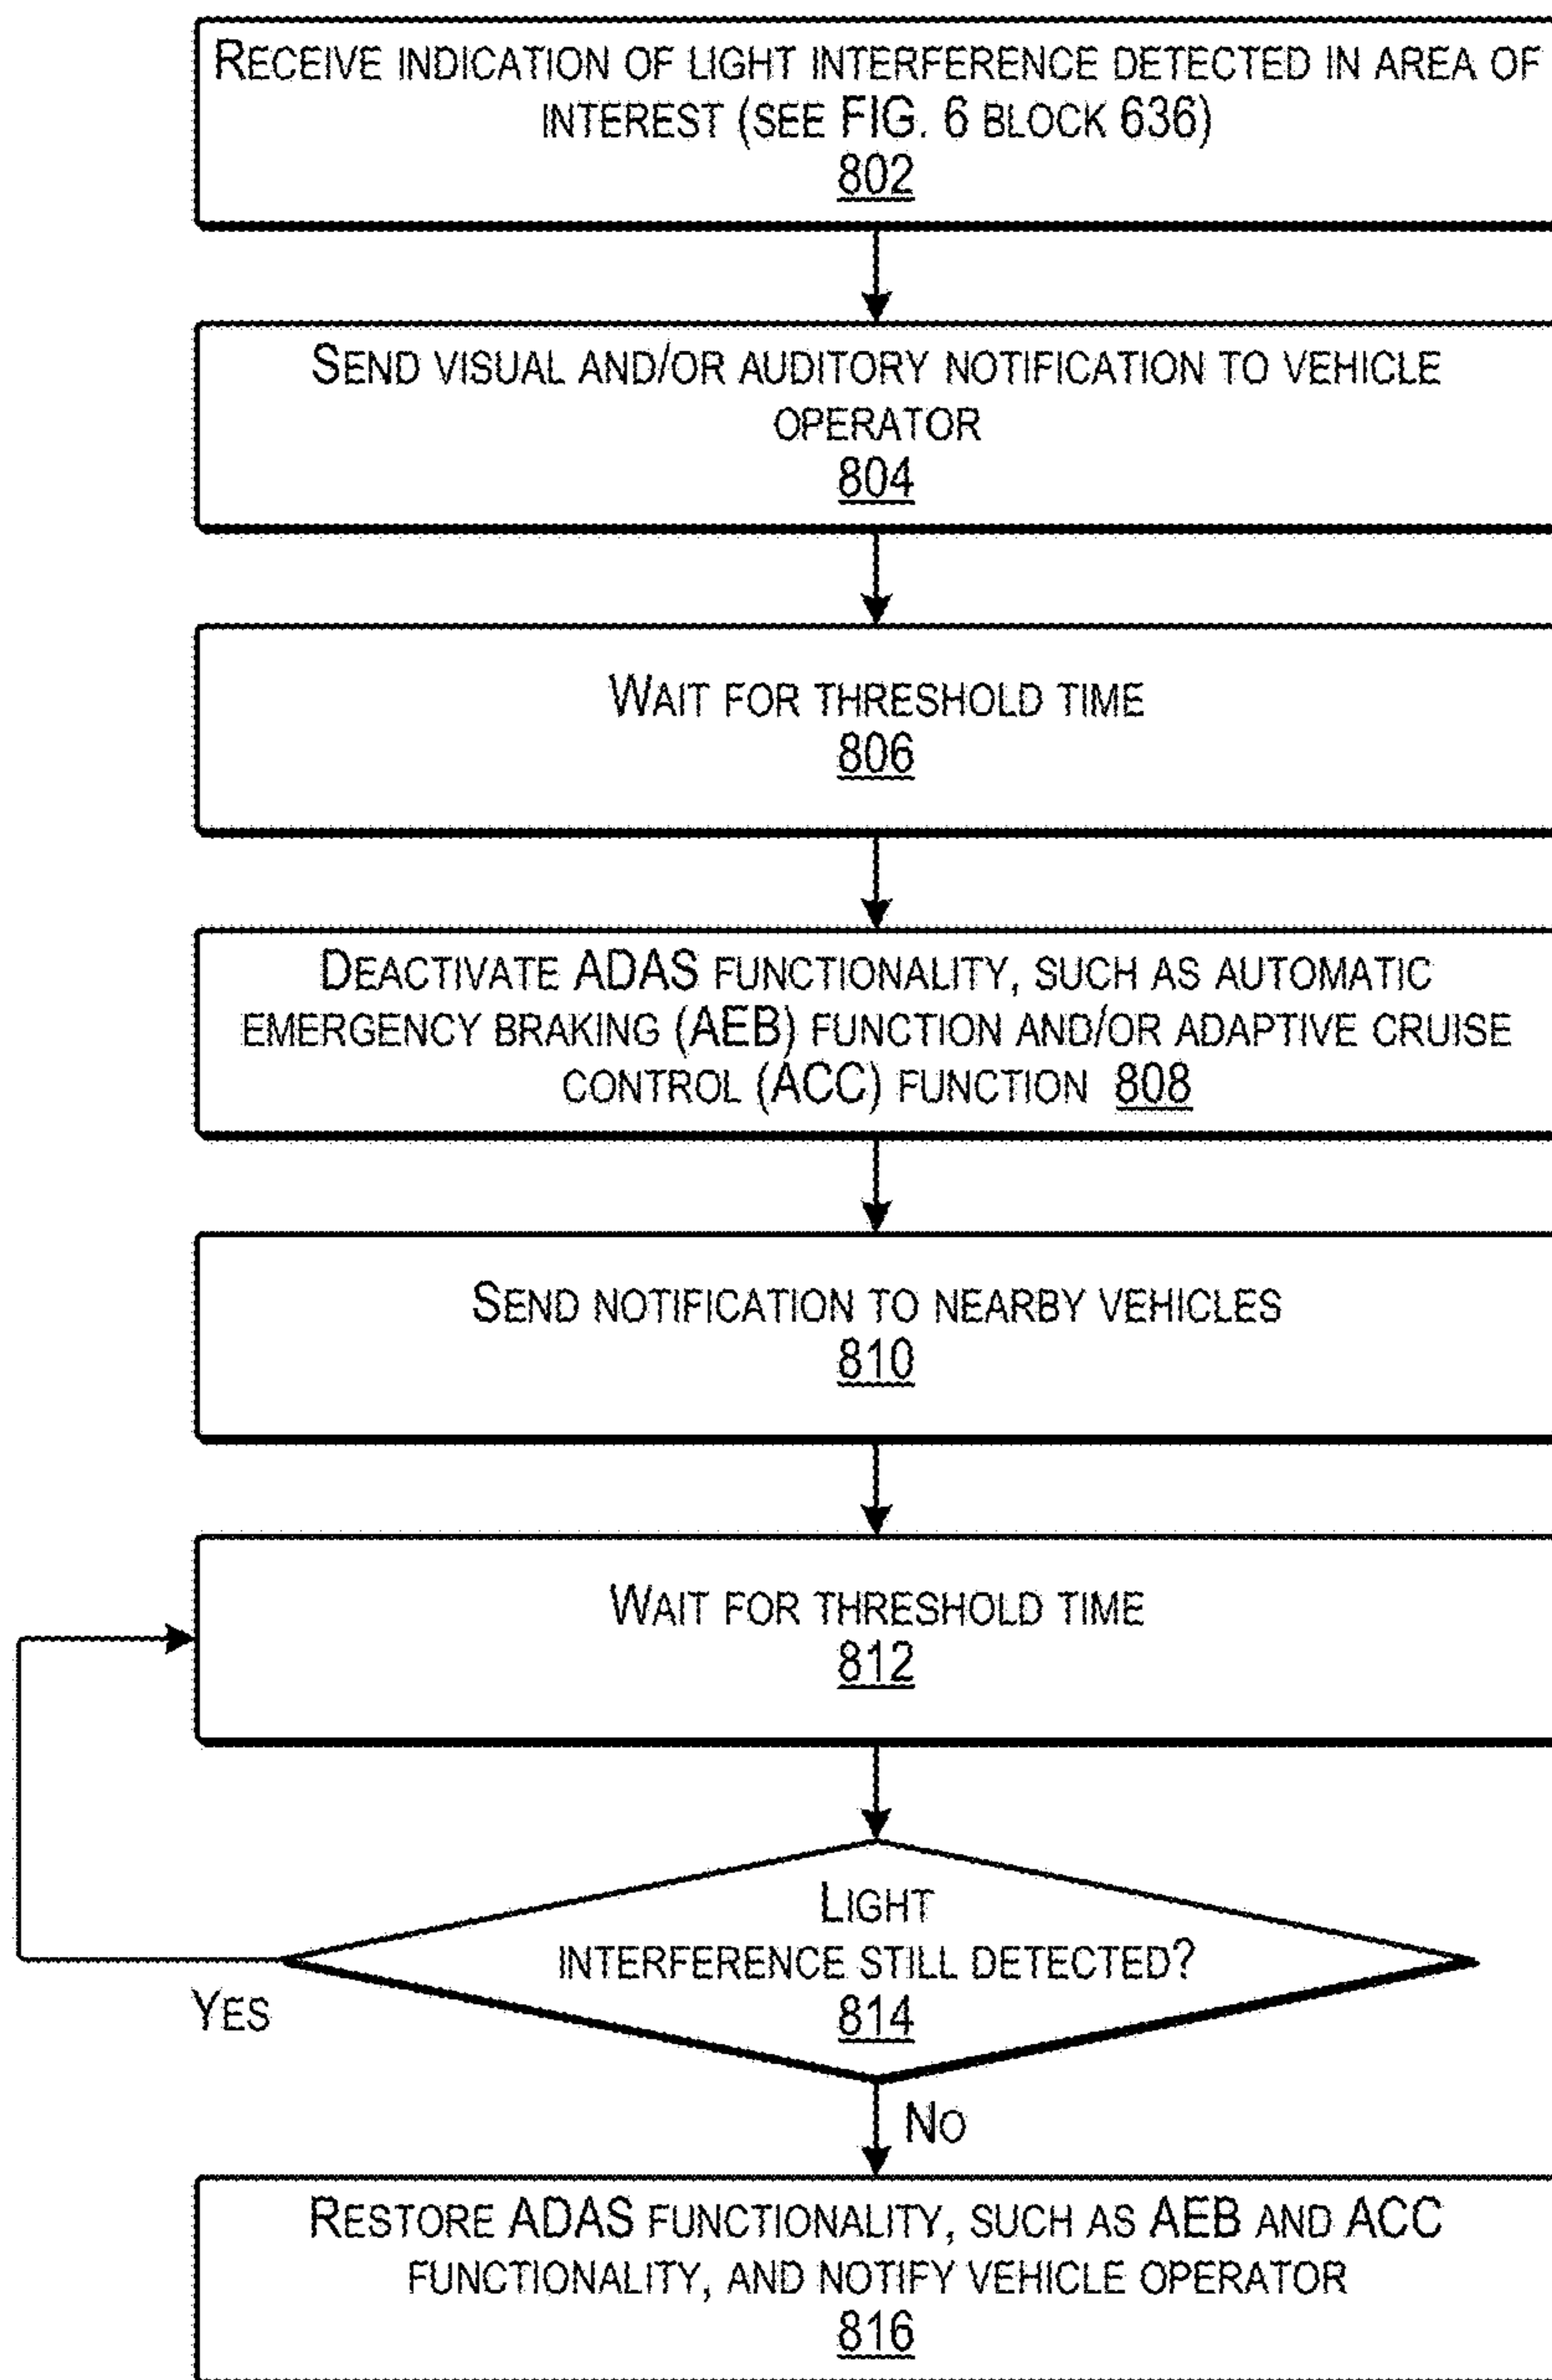 RECEIVE INDICATION OF LIGHT INTERFERENCE DETECTED IN AREA OF
INTEREST (SEE FIG. 6 BLOCK 636)
802
SEND VISUAL AND/OR AUDITORY NOTIFICATION TO VEHICLE
OPERATOR
804
WAIT FOR THRESHOLD TIME
806
DEACTIVATE ADAS FUNCTIONALITY, SUCH AS AUTOMATIC
EMERGENCY BRAKING (AEB) FUNCTION AND/OR ADAPTIVE CRUISE
CONTROL (ACC) FUNCTION 808
SEND NOTIFICATION TO NEARBY VEHICLES
810
WAIT FOR THRESHOLD TIME
812
LIGHT
INTERFERENCE STILL DETECTED?
814
YES
NO
RESTORE ADAS FUNCTIONALITY, SUCH AS AEB AND ACC
FUNCTIONALITY, AND NOTIFY VEHICLE OPERATOR
816